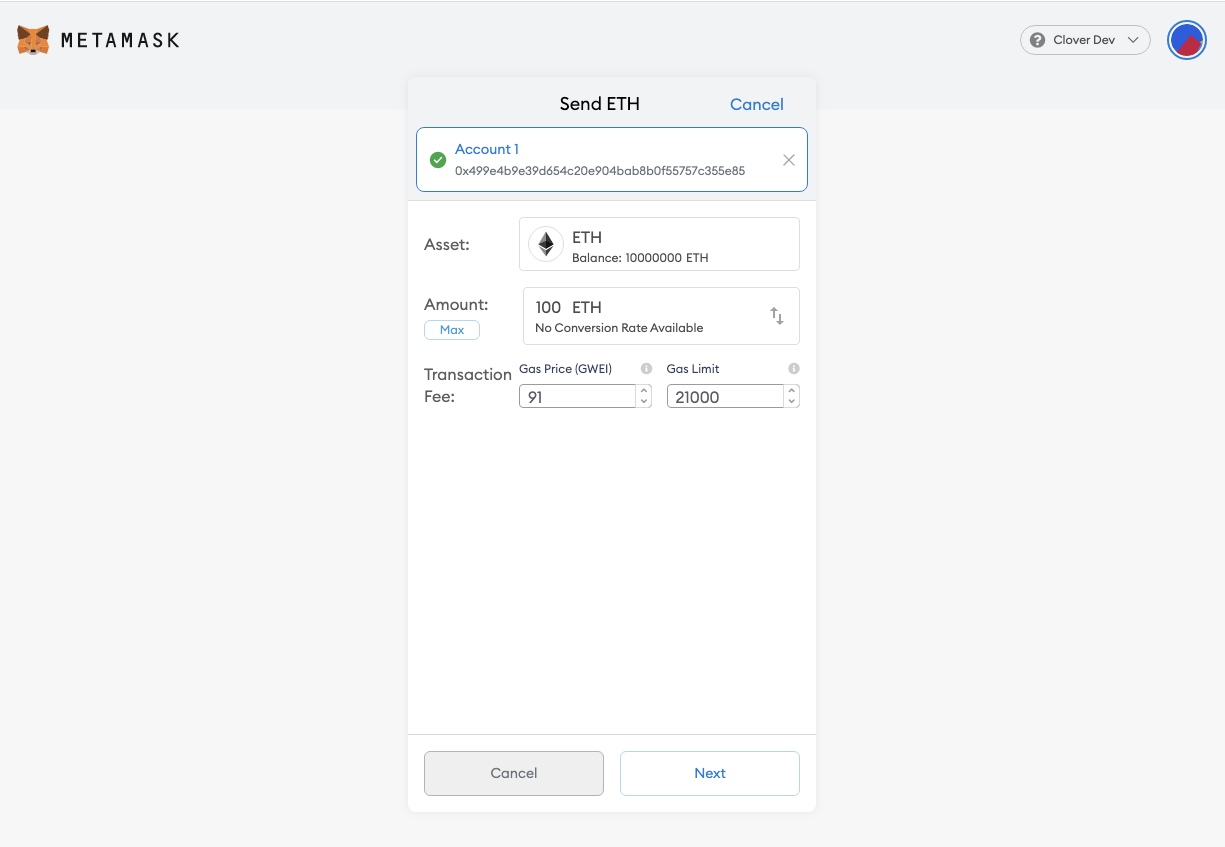 METAMASK
Clover Dev
Send ETH
Cancel
Account 1
0x499e4b9e39d654c20e904bab8b0f55757c355e85
Asset:
ETH
Balance: 10000000 ETH
Amount:
Max
100 ETH
No Conversion Rate Available
Transaction
Fee:
Gas Price (GWEI)
91
Gas Limit
21000
Cancel
Next